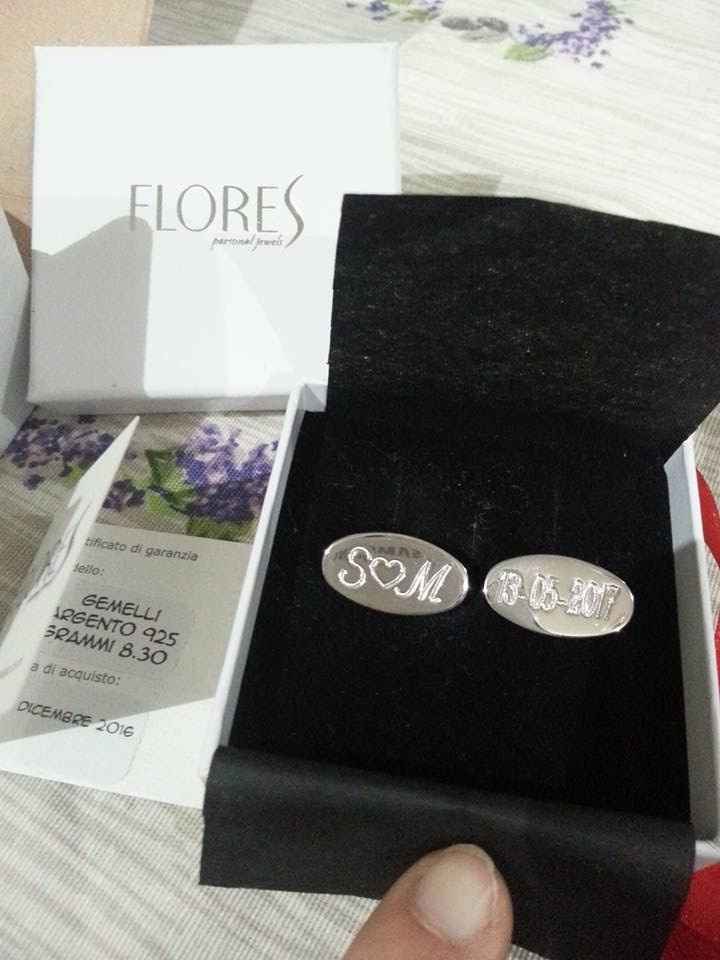 FLORES
personal jewels
S♡M
13-05-2017
tificato di garanzia
dello:
GEMELLI
ARGENTO 925
GRAMMI 8.30
a di acquisto:
DICEMBRE 2016